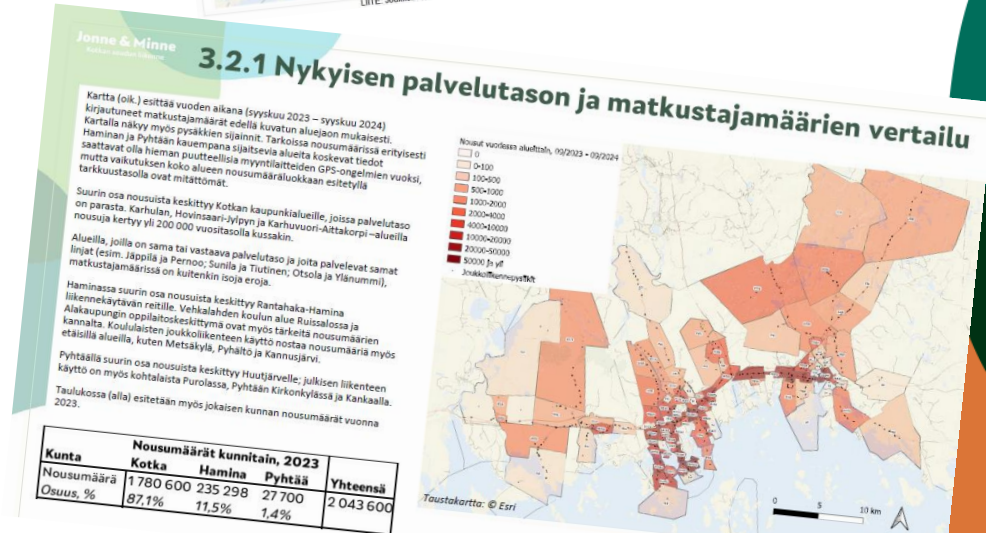 LIITE:
Jonne & Minne
3.2.1 Nykyisen palvelutason ja matkustajamäärien vertailu
Kartta (oik.) esittää vuoden aikana (syyskuu 2023 – syyskuu 2024)
kirjautuneet matkustajamäärät edellä kuvatun aluejaon mukaisesti.
Kartalla näkyy myös pysäkkien sijainnit. Tarkoissa nousumäärissä erityisesti
Haminan ja Pyhtään kauempana sijaitsevia alueita koskevat tiedot
saattavat olla hieman puutteellisia myyntilaitteiden GPS-ongelmien vuoksi,
mutta vaikutuksen koko alueen nousumääräluokkaan esitetyllä
tarkkuustasolla ovat mitättömät.
Suurin osa nousuista keskittyy Kotkan kaupunkialueille, joissa palvelutaso
on parasta. Karhulan, Hovinsaari-Jylpyn ja Karhuvuori-Aittakorpi –alueilla
nousuja kertyy yli 200 000 vuositasolla kussakin.
Alueilla, joilla on sama tai vastaava palvelutaso ja joita palvelevat samat
linjat (esim. Jäppilä ja Pernoo; Sunila ja Tiutinen; Otsola ja Ylänummi),
matkustajamäärissä on kuitenkin isoja eroja.
Haminassa suurin osa nousuista keskittyy Rantahaka-Hamina
liikennekäytävän reitille. Vehkalahden koulun alue Ruissalossa ja
Alakaupungin oppilaitoskeskittymä ovat myös tärkeitä nousumäärien
kannalta. Koululaisten joukkoliikenteen käyttö nostaa nousumääriä myös
etäisillä alueilla, kuten Metsäkylä, Pyhältö ja Kannusjärvi.
Pyhtäällä suurin osa nousuista keskittyy Huutjärvelle; julkisen liikenteen
käyttö on myös kohtalaista Purolassa, Pyhtään Kirkonkylässä ja Kankaalla.
Taulukossa (alla) esitetään myös jokaisen kunnan nousumäärät vuonna
2023.
Nousumäärät kunnitain, 2023
Kunta Kotka Hamina Pyhtää Yhteensä
Nousumäärä 1 780 600 235 298 27 700 2 043 600
Osuus, % 87,1% 11,5% 1,4%
Nousut vuodessa alueittain, 09/2023 - 09/2024
0
0-100
100-500
500-1000
1000-2000
2000-4000
4000-10000
10000-20000
20000-50000
50000 ja yli
Joukkoliikennepysäkit
Taustakartta: © Esri
0 5 10 km